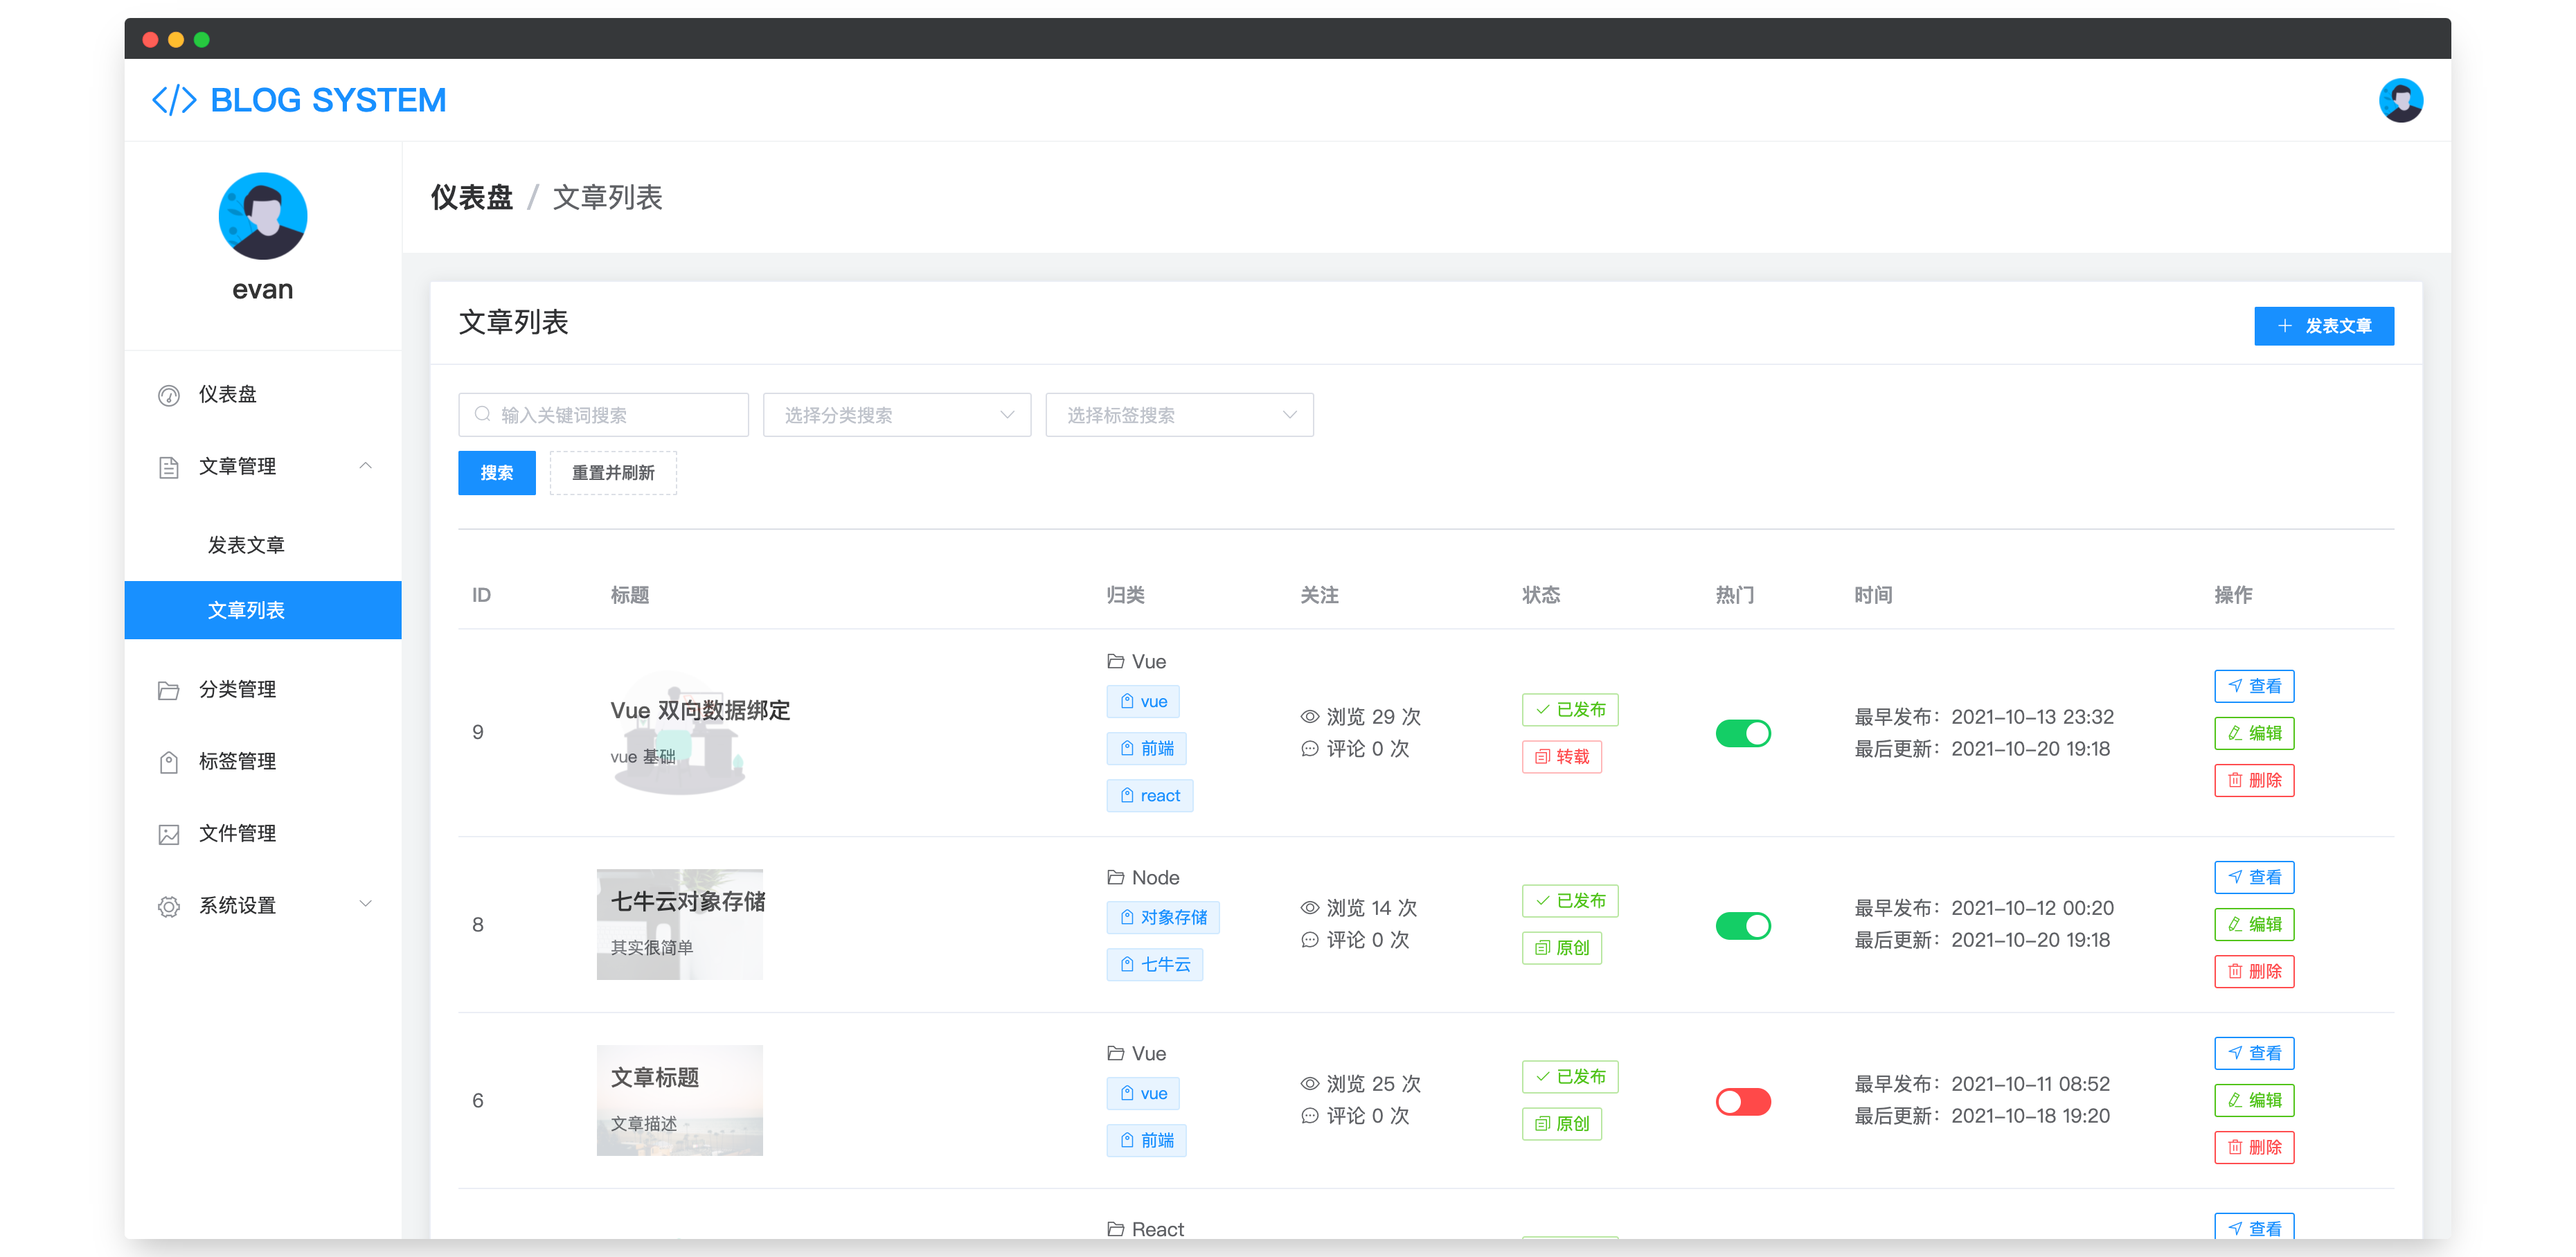 BLOG SYSTEM
evan
仪表盘
文章管理
发表文章
文章列表
分类管理
标签管理
文件管理
系统设置
仪表盘 / 文章列表
文章列表
发表文章
输入关键词搜索 选择分类搜索 选择标签搜索
搜索 重置并刷新
ID 标题 归类 关注 状态 热门 时间 操作
9
Vue 双向数据绑定
vue 基础
Vue
vue
前端
react
浏览 29 次
评论 0 次
已发布
转载
最早发布：2021-10-13 23:32
最后更新：2021-10-20 19:18
查看
编辑
删除
8
七牛云对象存储
其实很简单
Node
对象存储
七牛云
浏览 14 次
评论 0 次
已发布
原创
最早发布：2021-10-12 00:20
最后更新：2021-10-20 19:18
查看
编辑
删除
6
文章标题
文章描述
Vue
vue
前端
浏览 25 次
评论 0 次
已发布
原创
最早发布：2021-10-11 08:52
最后更新：2021-10-18 19:20
查看
编辑
删除
React
查看